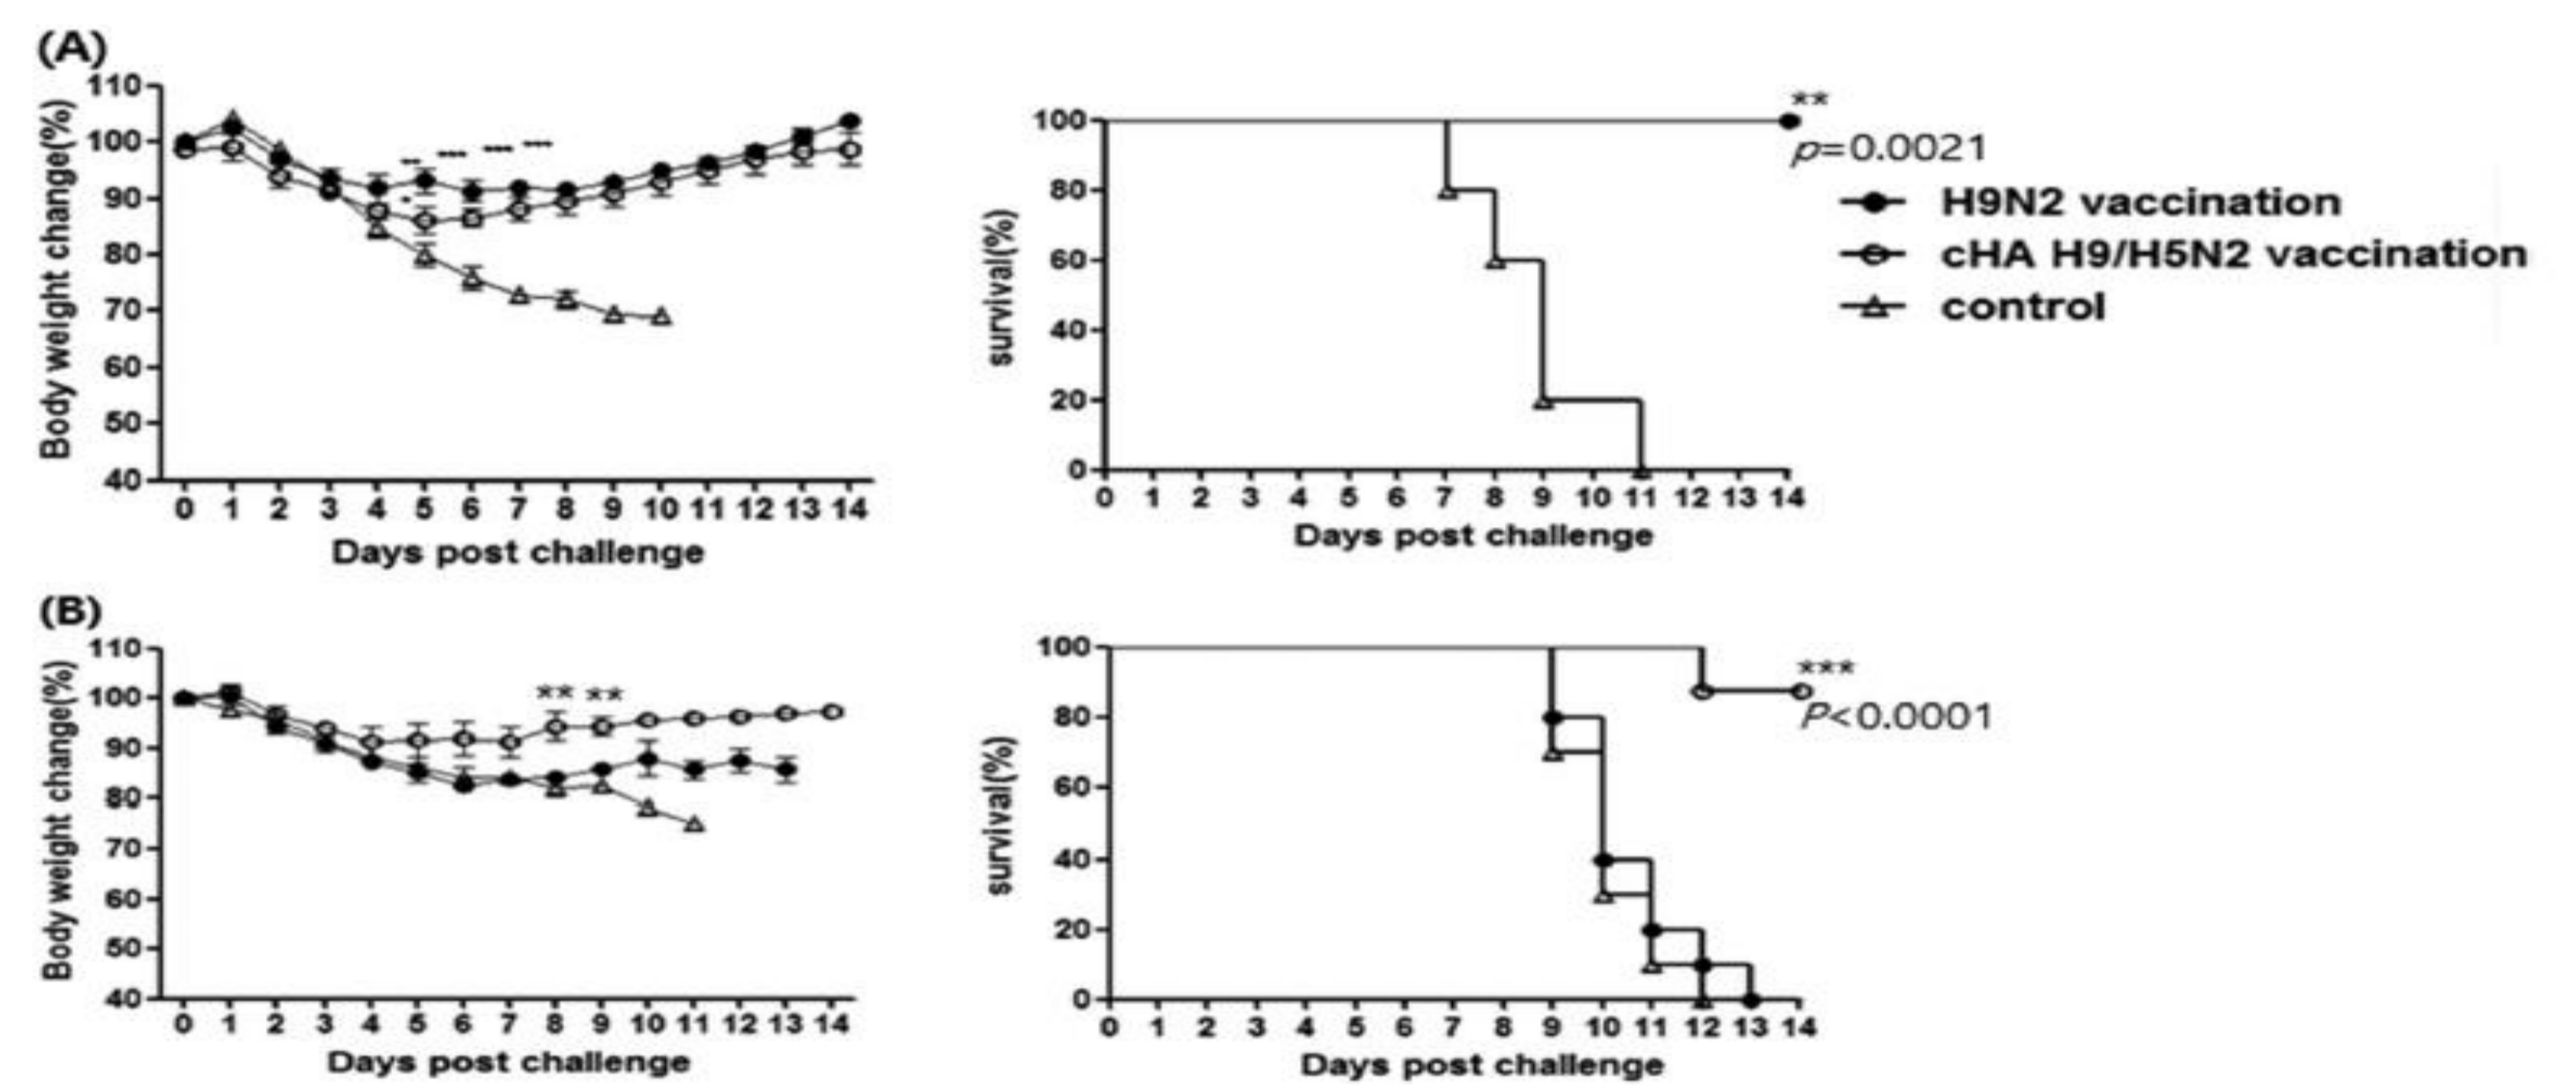 (A)
110
100
90
80
70
60
50
40
Body weight change(%)
** *** *** ***
*
0 1 2 3 4 5 6 7 8 9 10 11 12 13 14
Days post challenge
100
80
60
40
20
0
survival(%)
0 1 2 3 4 5 6 7 8 9 10 11 12 13 14
Days post challenge
**
p=0.0021
H9N2 vaccination
cHA H9/H5N2 vaccination
control
(B)
110
100
90
80
70
60
50
40
Body weight change(%)
** **
0 1 2 3 4 5 6 7 8 9 10 11 12 13 14
Days post challenge
100
80
60
40
20
0
survival(%)
0 1 2 3 4 5 6 7 8 9 10 11 12 13 14
Days post challenge
***
P<0.0001